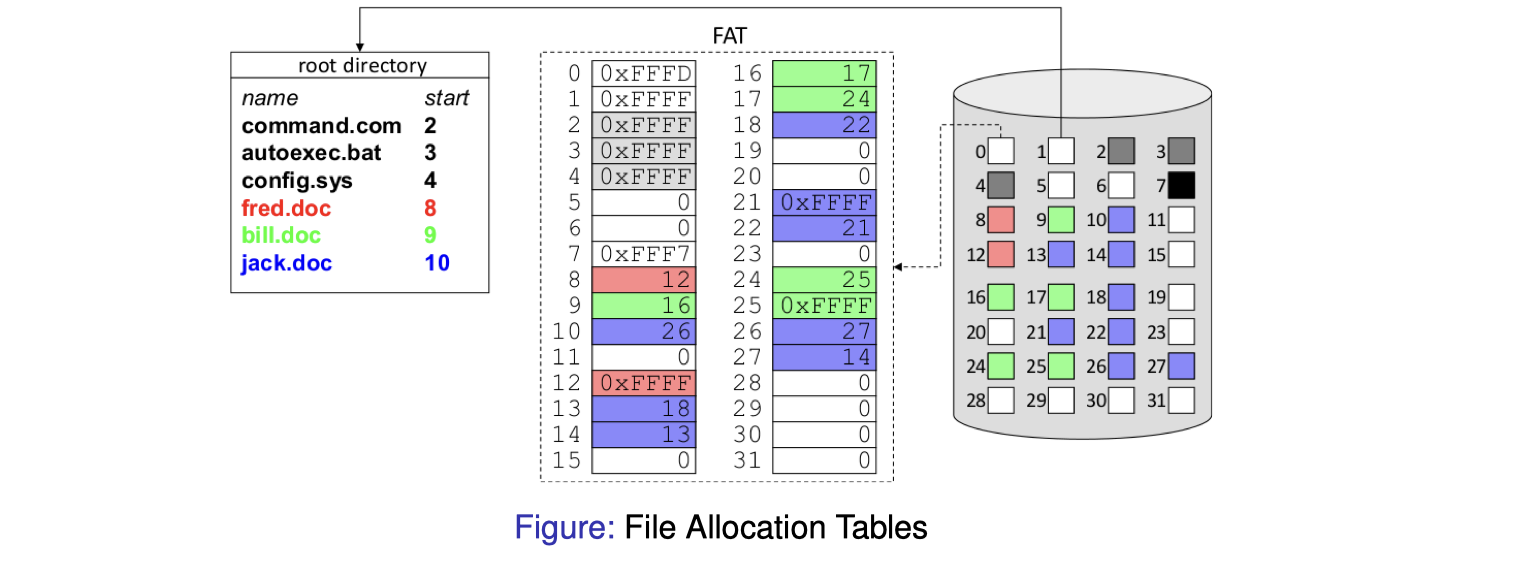 FAT
root directory
name start
command.com 2
autoexec.bat 3
config.sys 4
fred.doc 8
bill.doc 9
jack.doc 10
0 0xFFFD 16 17
1 0xFFFF 17 24
2 0xFFFF 18 22
3 0xFFFF 19 0
4 0xFFFF 20 0
5 0 21 0xFFFF
6 0 22 21
7 0xFFF7 23 0
8 12 24 25
9 16 25 0xFFFF
10 26 26 27
11 0 27 14
12 0xFFFF 28 0
13 18 29 0
14 13 30 0
15 0 31 0
0 1 2 3
4 5 6 7
8 9 10 11
12 13 14 15
16 17 18 19
20 21 22 23
24 25 26 27
28 29 30 31
Figure: File Allocation Tables